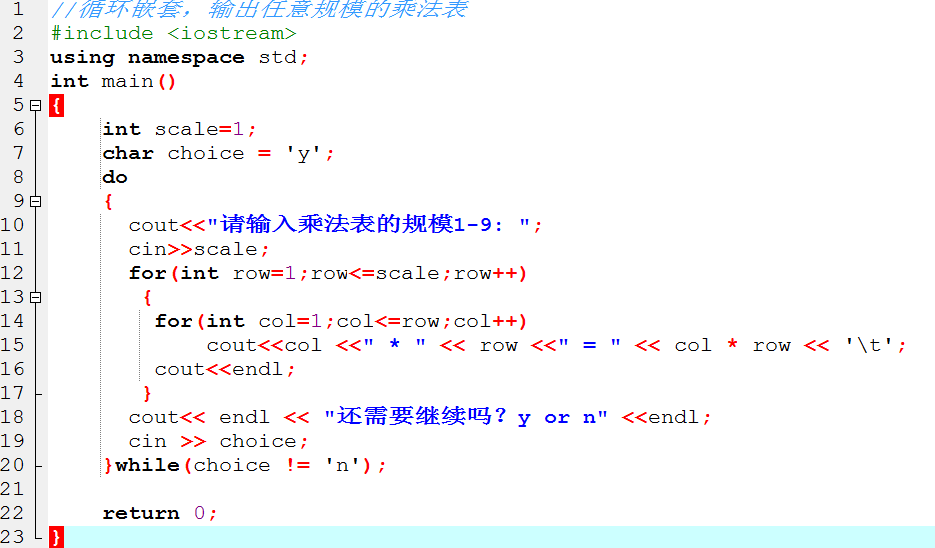 1 //循环嵌套，输出任意规模的乘法表
2 #include <iostream>
3 using namespace std;
4 int main()
5 {
6 int scale=1;
7 char choice = 'y';
8 do
9 {
10 cout<<"请输入乘法表的规模1-9: ";
11 cin>>scale;
12 for(int row=1;row<=scale;row++)
13 {
14 for(int col=1;col<=row;col++)
15 cout<<col <<" * " << row <<" = " << col * row << '\t';
16 cout<<endl;
17 }
18 cout<< endl << "还需要继续吗？y or n" <<endl;
19 cin >> choice;
20 }while(choice != 'n');
21
22 return 0;
23 }